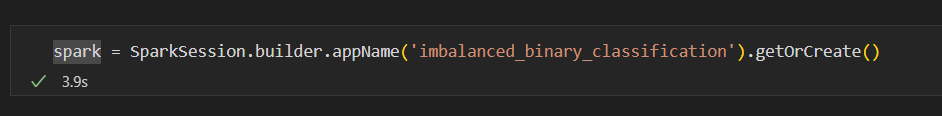 spark = SparkSession.builder.appName('imbalanced_binary_classification').getOrCreate()
3.9s